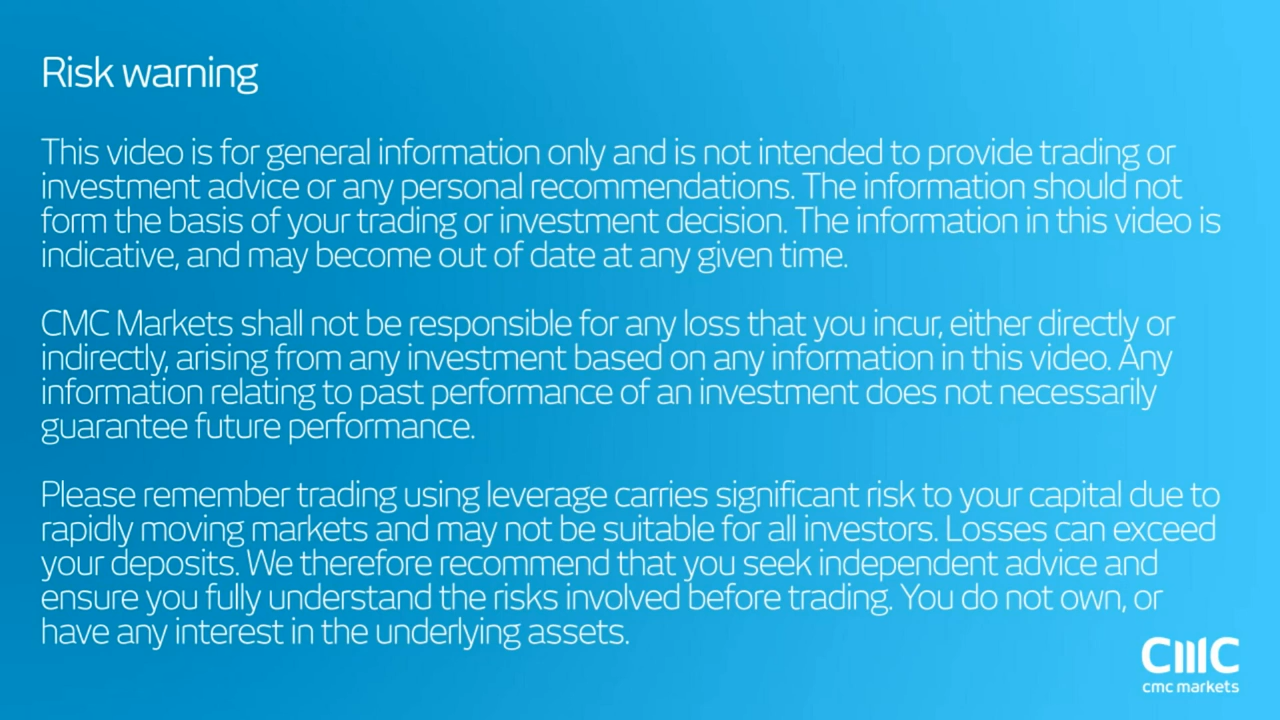 Risk warning
This video is for general information only and is not intended to provide trading or
investment advice or any personal recommendations. The information should not
form the basis of your trading or investment decision. The information in this video is
indicative, and may become out of date at any given time.
CMC Markets shall not be responsible for any loss that you incur, either directly or
indirectly, arising from any investment based on any information in this video. Any
information relating to past performance of an investment does not necessarily
guarantee future performance.
Please remember trading using leverage carries significant risk to your capital due to
rapidly moving markets and may not be suitable for all investors. Losses can exceed
your deposits. We therefore recommend that you seek independent advice and
ensure you fully understand the risks involved before trading. You do not own, or
have any interest in the underlying assets.
CMC
cmc markets